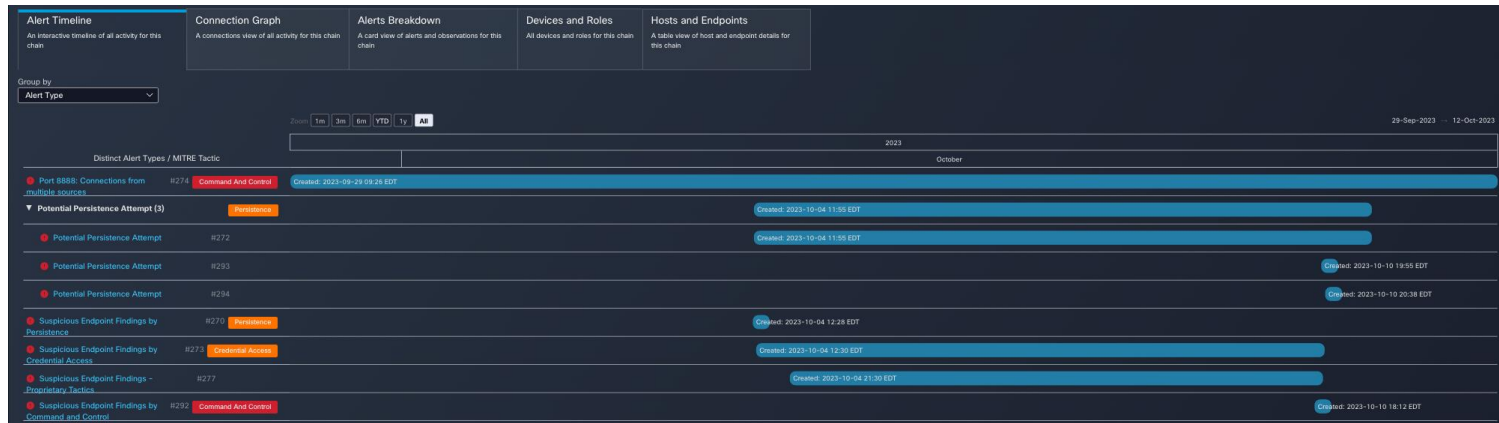 Alert Timeline
An interactive timeline of all activity for this
chain
Connection Graph
A connections view of all activity for this chain
Alerts Breakdown
A card view of alerts and observations for this
chain
Devices and Roles
All devices and roles for this chain
Hosts and Endpoints
A table view of host and endpoint details for
this chain
Group by
Alert Type
Zoom 1m 3m 6m YTD 1y All
29-Sep-2023 → 12-Oct-2023
2023
Distinct Alert Types / MITRE Tactic
October
Port 8888: Connections from
multiple sources
#274 Command And Control
Created: 2023-09-29 09:26 EDT
Potential Persistence Attempt (3) Persistence
Created: 2023-10-04 11:55 EDT
Potential Persistence Attempt #272
Created: 2023-10-04 11:55 EDT
Potential Persistence Attempt #293
Created: 2023-10-10 19:55 EDT
Potential Persistence Attempt #294
Created: 2023-10-10 20:38 EDT
Suspicious Endpoint Findings by
Persistence
#270 Persistence
Created: 2023-10-04 12:28 EDT
Suspicious Endpoint Findings by
Credential Access
#273 Credential Access
Created: 2023-10-04 12:30 EDT
Suspicious Endpoint Findings -
Proprietary Tactics
#277
Created: 2023-10-04 21:30 EDT
Suspicious Endpoint Findings by
Command and Control
#292 Command And Control
Created: 2023-10-10 18:12 EDT